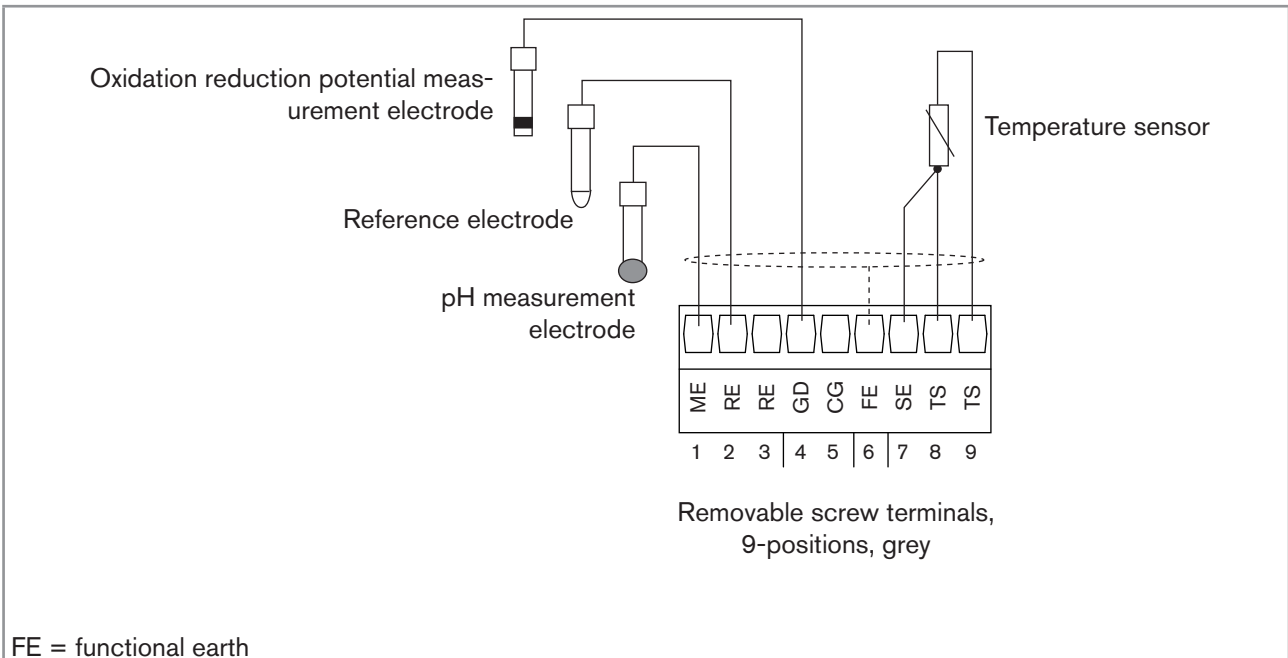 Oxidation reduction potential meas-
urement electrode
Temperature sensor
Reference electrode
pH measurement
electrode
ME RE RE GD CG FE SE TS TS
1 2 3 4 5 6 7 8 9
Removable screw terminals,
9-positions, grey
FE = functional earth